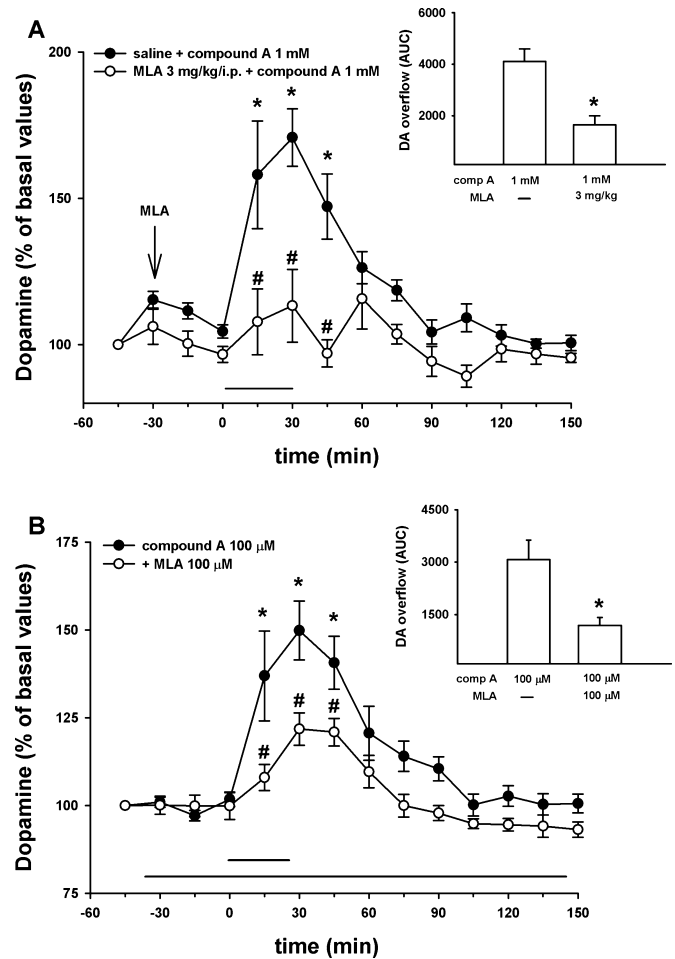 A
saline + compound A 1 mM
MLA 3 mg/kg/i.p. + compound A 1 mM
Dopamine (% of basal values)
200
150
100
MLA
*
*
*
#
#
#
-60
-30
0
30
60
90
120
150
time (min)
DA overflow (AUC)
6000
4000
2000
*
comp A 1 mM 1 mM
MLA — 3 mg/kg
B
compound A 100 μM
+ MLA 100 μM
Dopamine (% of basal values)
175
150
125
100
75
*
*
*
#
#
#
-60
-30
0
30
60
90
120
150
time (min)
DA overflow (AUC)
4500
3000
1500
*
comp A 100 μM 100 μM
MLA — 100 μM